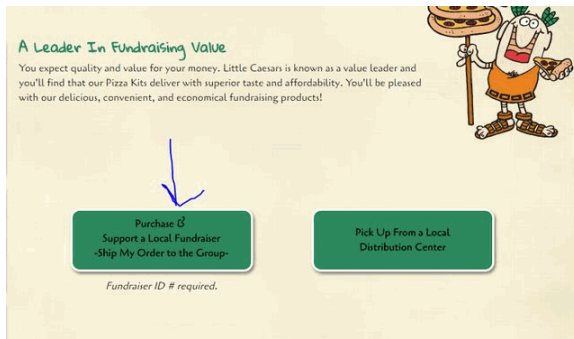 A Leader In Fundraising Value
You expect quality and value for your money. Little Caesars is known as a value leader and
you'll find that our Pizza Kits deliver with superior taste and affordability. You'll be pleased
with our delicious, convenient, and economical fundraising products!
Purchase &
Support a Local Fundraiser
-Ship My Order to the Group-
Pick Up From a Local
Distribution Center
Fundraiser ID # required.